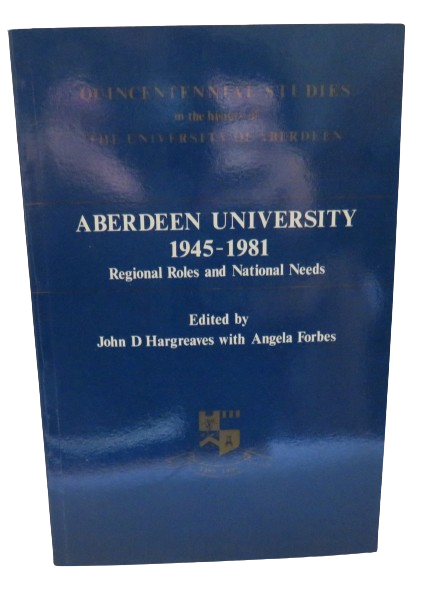 QUINCENTENNIAL STUDIES
in the history of
THE UNIVERSITY OF ABERDEEN
ABERDEEN UNIVERSITY
1945-1981
Regional Roles and National Needs
Edited by
John D Hargreaves with Angela Forbes